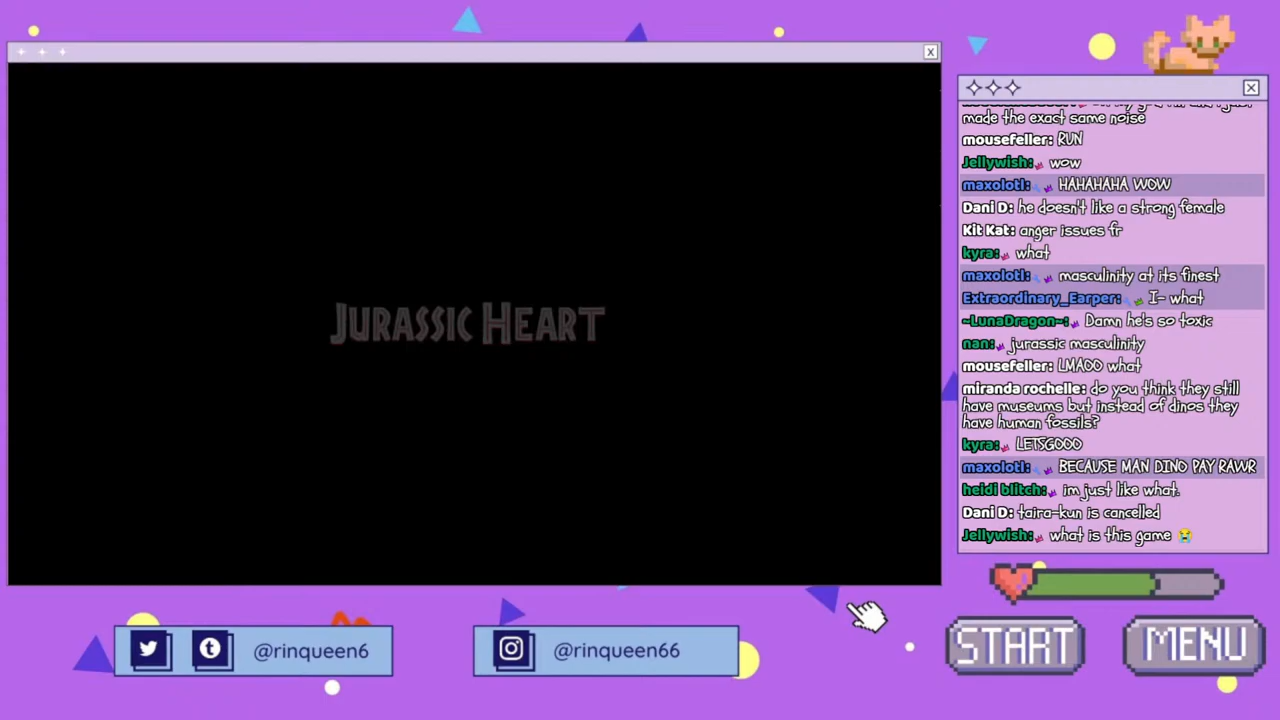 X
JURASSIC HEART
made the exact same noise
mousefeller: RUN
Jellywish: wow
maxolotl: HAHAHAHA WOW
Dani D: he doesn't like a strong female
Kit Kat: anger issues fr
kyra: what
maxolotl: masculinity at its finest
Extraordinary_Earper: I- what
~LunaDragon~: Damn he's so toxic
nan: jurassic masculinity
mousefeller: LMAOO what
miranda rochelle: do you think they still
have museums but instead of dinos they
have human fossils?
kyra: LETSGOOO
maxolotl: BECAUSE MAN DINO PAY RAWR
heidi blitch: im just like what.
Dani D: taira-kun is cancelled
Jellywish: what is this game 😭
@rinqueen6
@rinqueen66
START
MENU